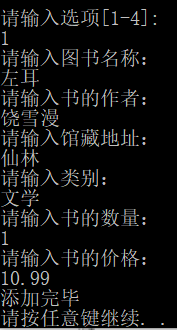 请输入选项[1-4]:
1
请输入图书名称:
左耳
请输入书的作者:
饶雪漫
请输入馆藏地址:
仙林
请输入类别:
文学
请输入书的数量:
1
请输入书的价格:
10.99
添加完毕
请按任意键继续. . .